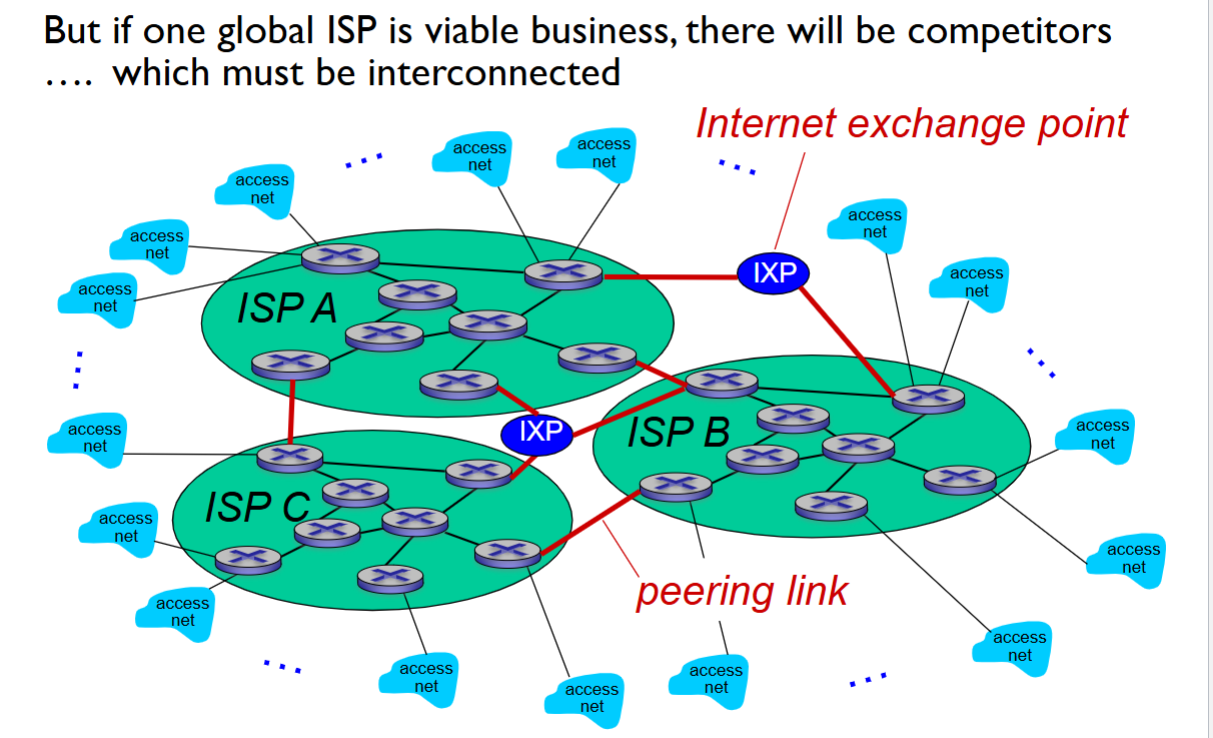 But if one global ISP is viable business, there will be competitors
…. which must be interconnected
Internet exchange point
access
net
access
net
access
net
access
net
access
net
access
net
access
net
IXP
ISP A
access
net
IXP
ISP B
access
net
access
net
ISP C
access
net
access
net
peering link
access
net
access
net
access
net
access
net
access
net